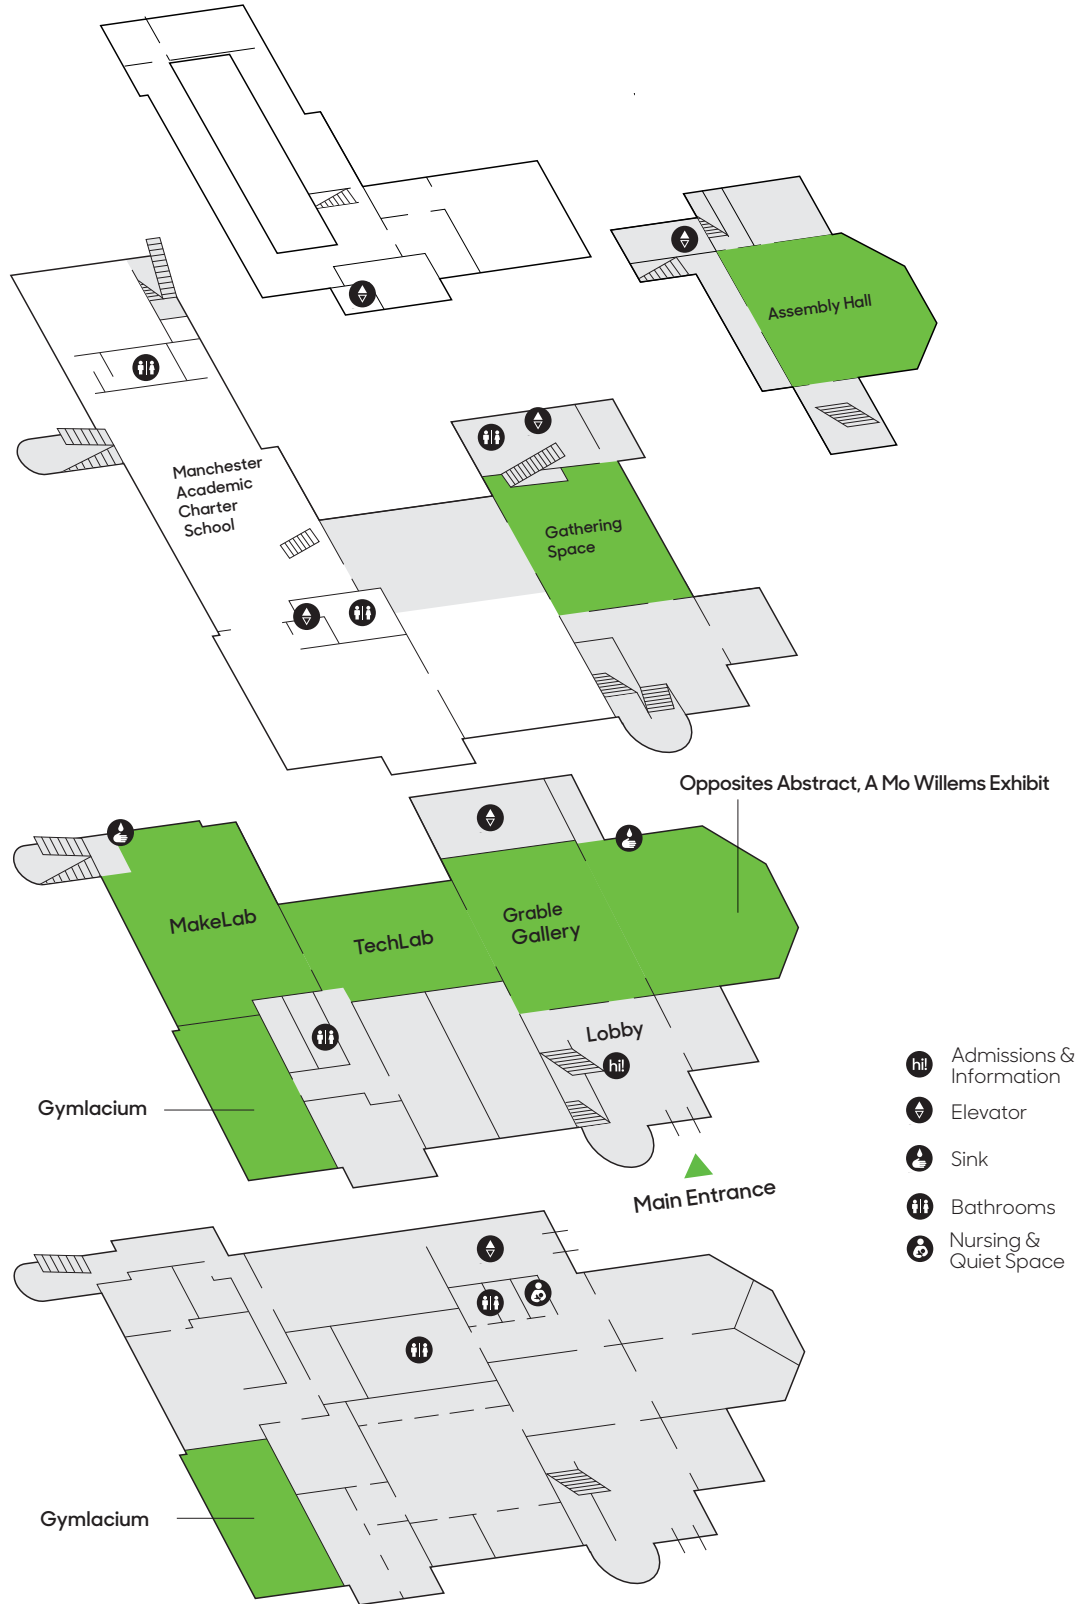 Assembly Hall
Manchester
Academic
Charter
School
Gathering
Space
Opposites Abstract, A Mo Willems Exhibit
MakeLab
TechLab
Grable
Gallery
Lobby
hi!
Gymlacium
Main Entrance
hi! Admissions &
Information
Elevator
Sink
Bathrooms
Nursing &
Quiet Space
Gymlacium